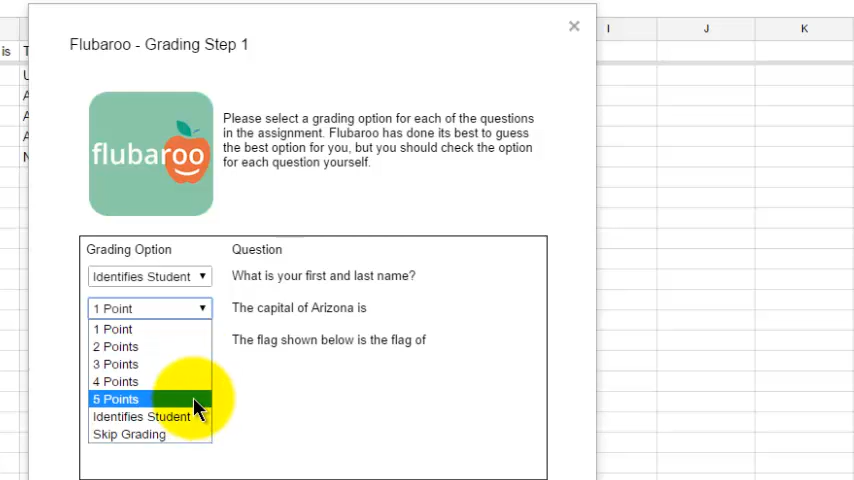 I
J
K
is
T
U
A
A
A
N
×
Flubaroo - Grading Step 1
flubaroo
Please select a grading option for each of the questions
in the assignment. Flubaroo has done its best to guess
the best option for you, but you should check the option
for each question yourself.
Grading Option Question
Identifies Student ▼ What is your first and last name?
1 Point ▼ The capital of Arizona is
The flag shown below is the flag of
1 Point
2 Points
3 Points
4 Points
5 Points
Identifies Student
Skip Grading